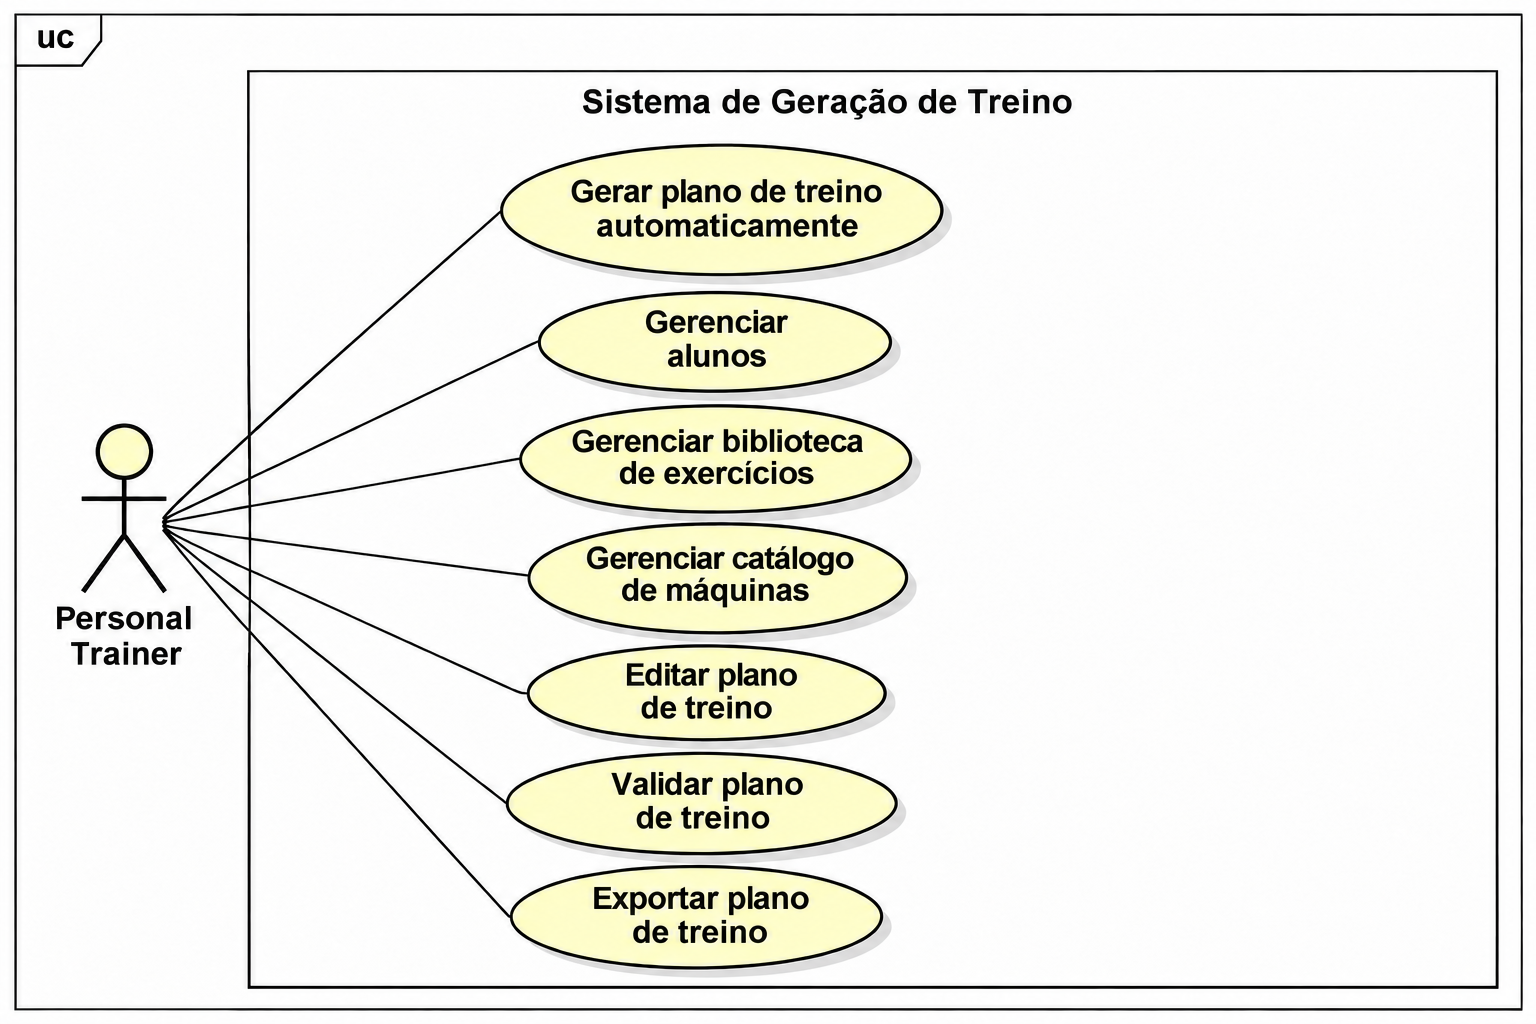 uc
Sistema de Geração de Treino
Gerar plano de treino
automaticamente
Gerenciar
alunos
Gerenciar biblioteca
de exercícios
Gerenciar catálogo
de máquinas
Editar plano
de treino
Validar plano
de treino
Exportar plano
de treino
Personal
Trainer